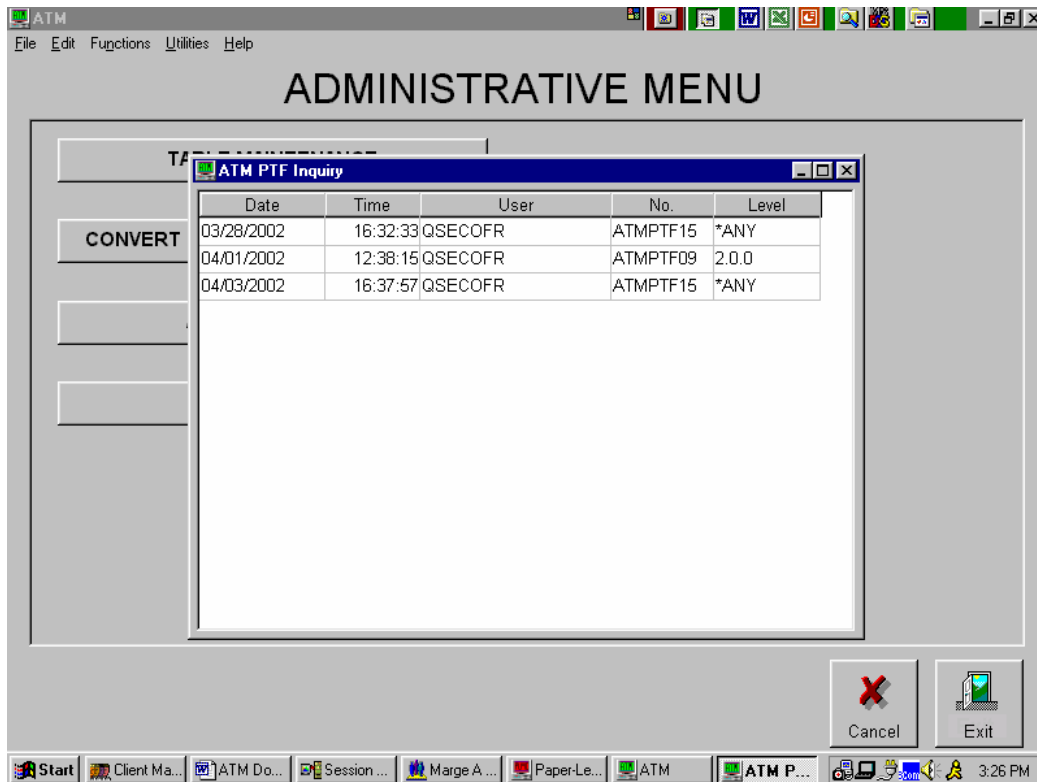 ATM
File Edit Functions Utilities Help
ADMINISTRATIVE MENU
ATM PTF Inquiry
Date Time User No. Level
03/28/2002 16:32:33 QSECOFR ATMPTF15 *ANY
04/01/2002 12:38:15 QSECOFR ATMPTF09 2.0.0
04/03/2002 16:37:57 QSECOFR ATMPTF15 *ANY
CONVERT
Cancel Exit
Start Client Ma... ATM Do... Session ... Marge A ... Paper-Le... ATM ATM P... 3:26 PM